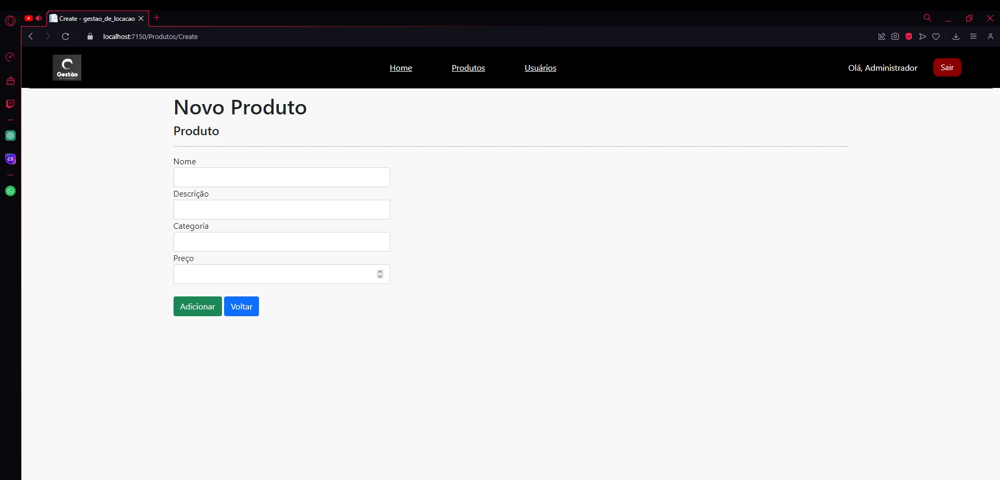 Create - gestao_de_locacao
localhost:7150/Produtos/Create
Gestão
Home
Produtos
Usuários
Olá, Administrador
Sair
CS
Novo Produto
Produto
Nome
Descrição
Categoria
Preço
Adicionar
Voltar